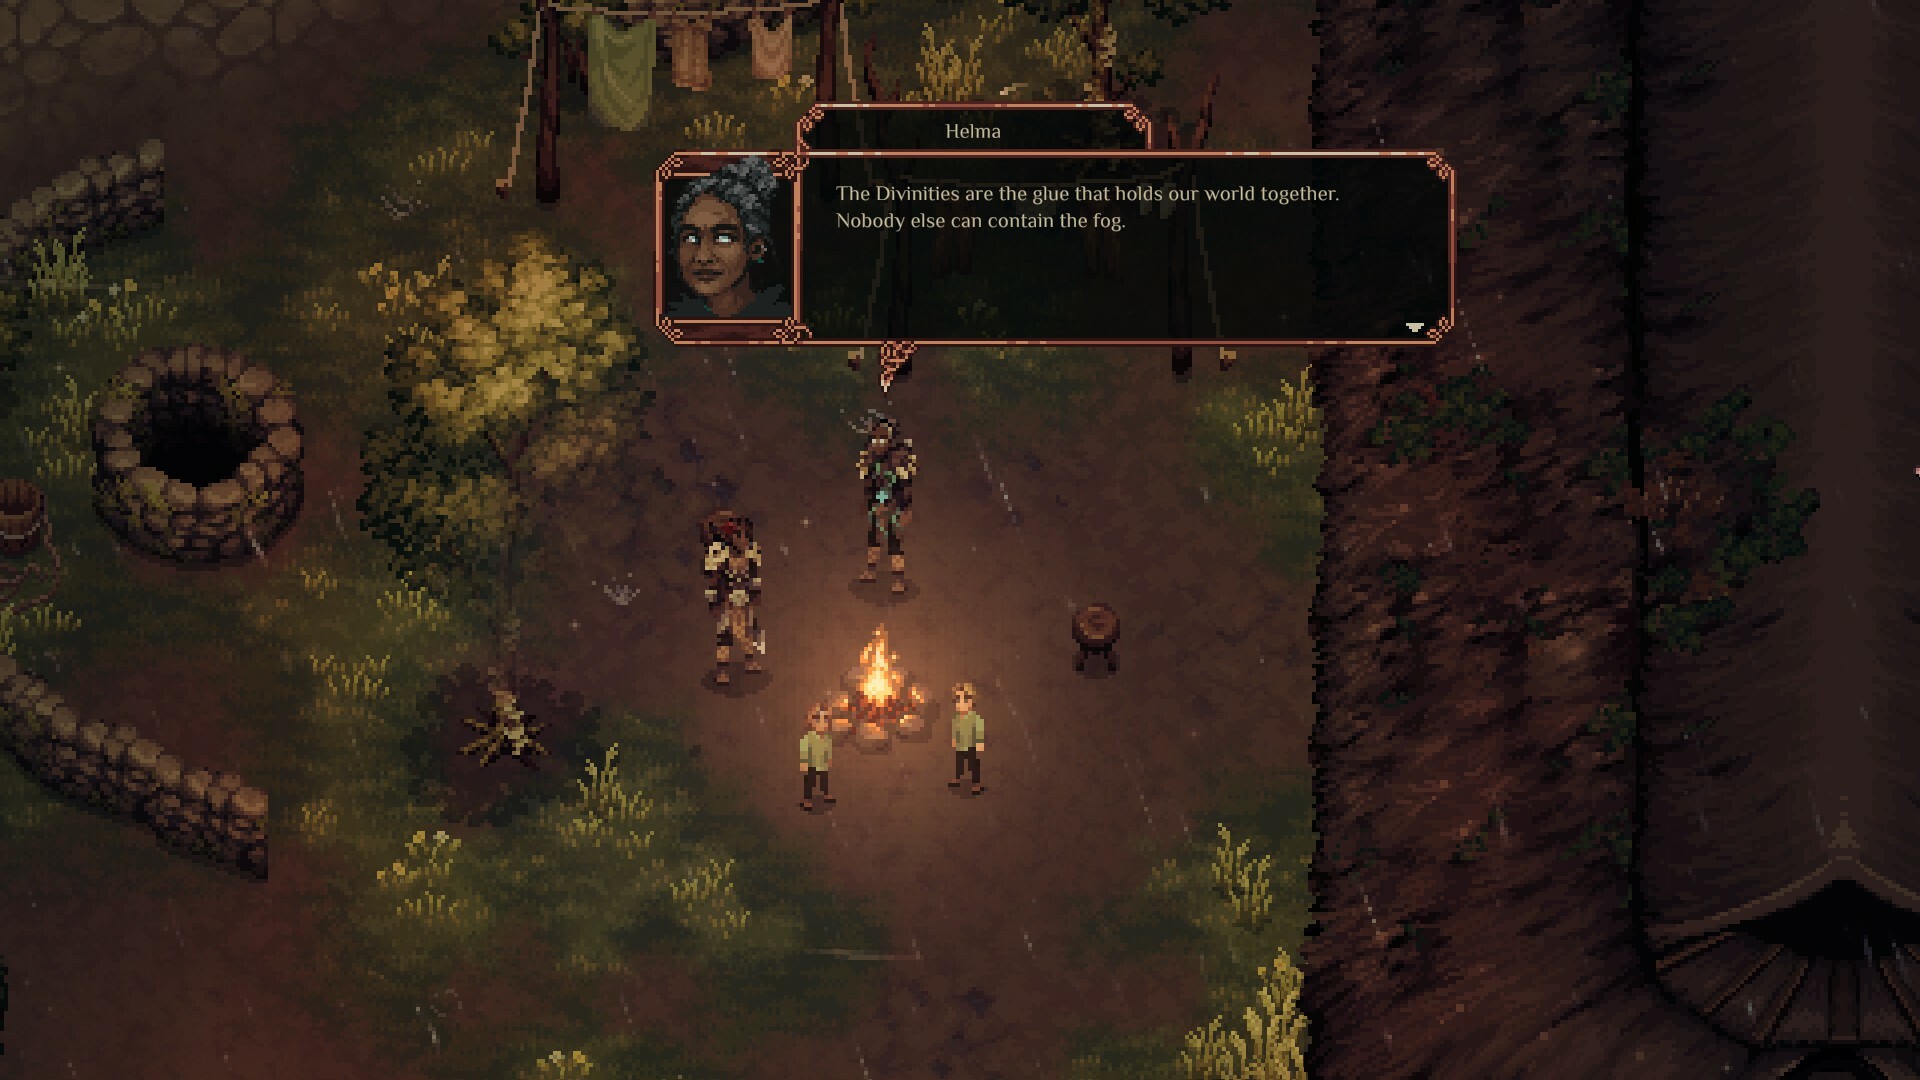 Helma
The Divinities are the glue that holds our world together.
Nobody else can contain the fog.